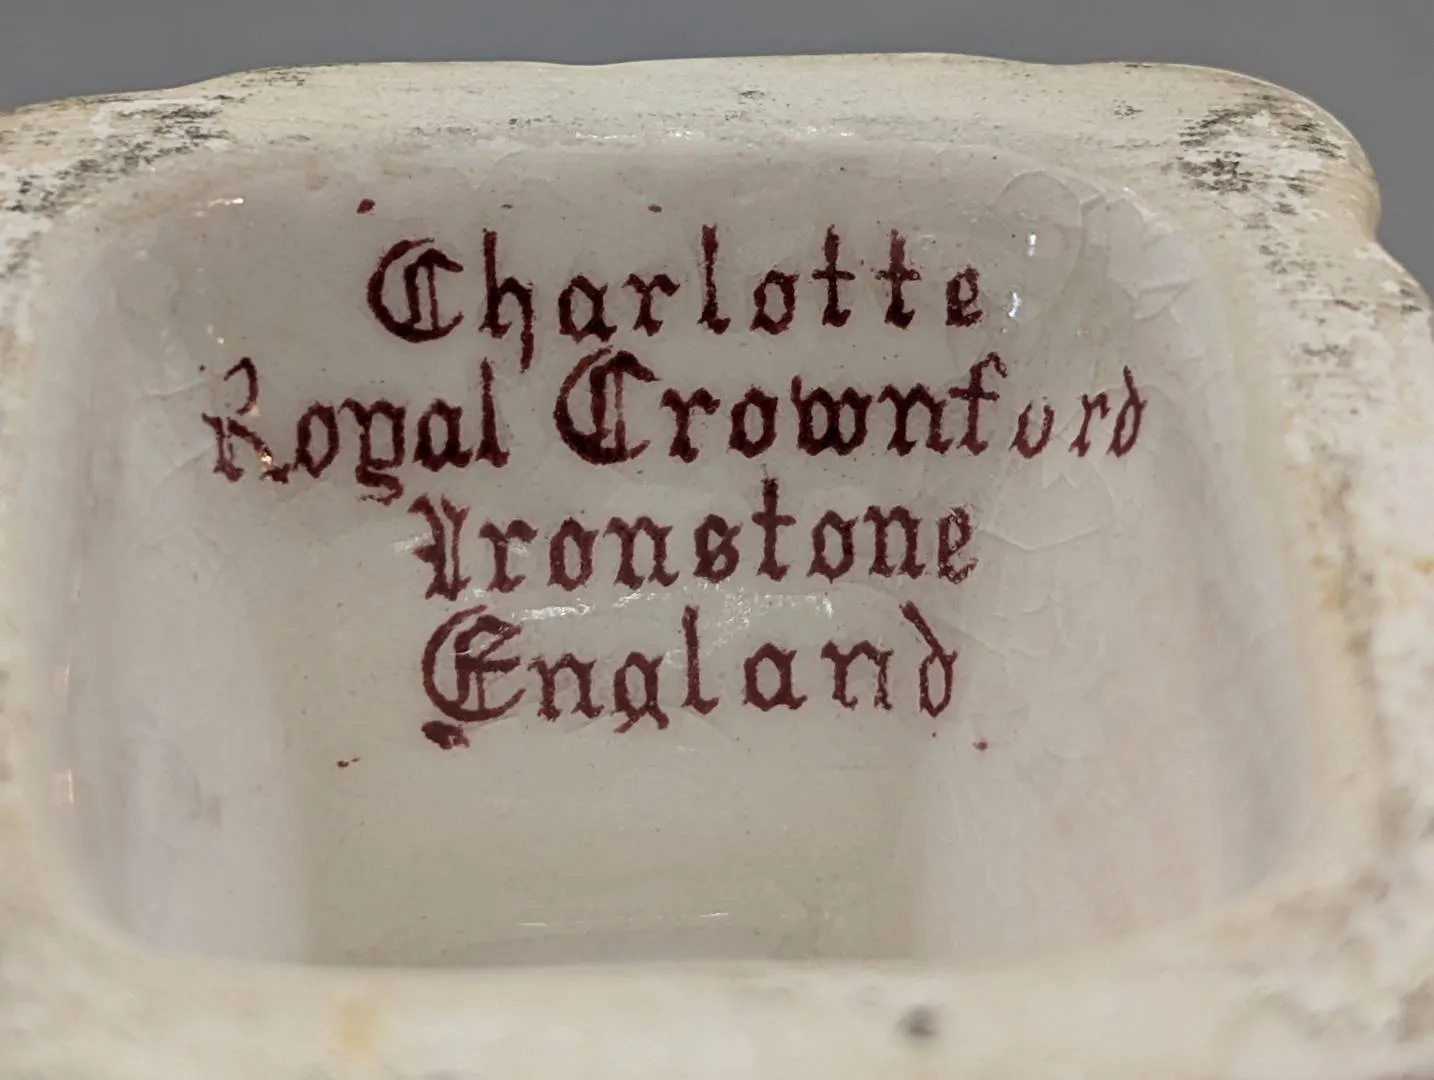 Charlotte
Royal Crownford
Ironstone
England